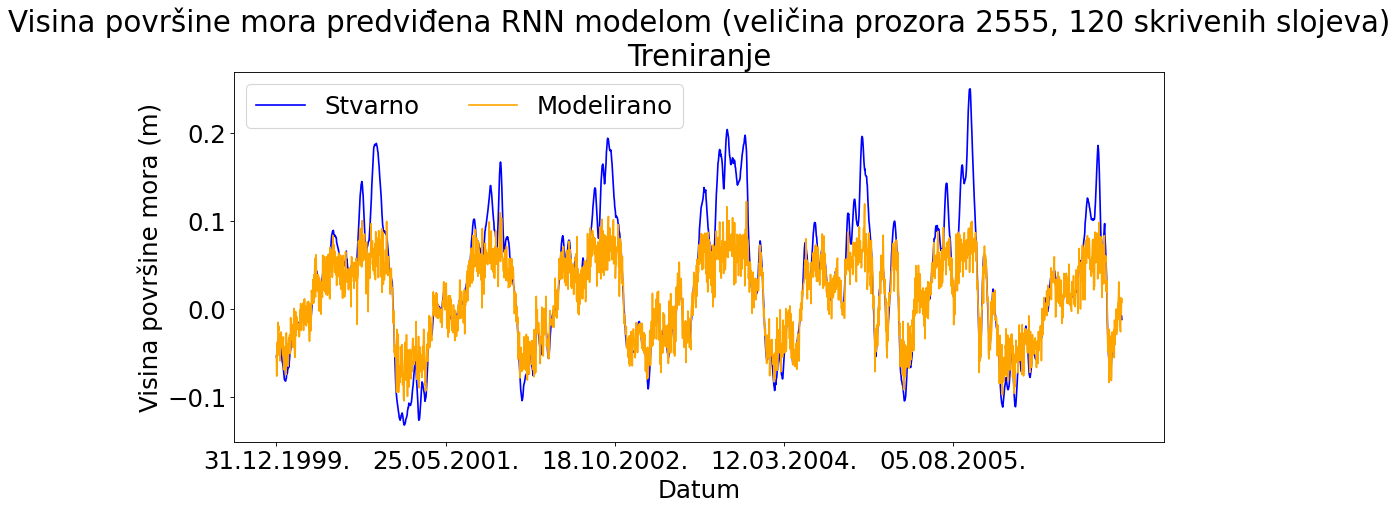 Visina površine mora predviđena RNN modelom (veličina prozora 2555, 120 skrivenih slojeva)
Treniranje
Stvarno
Modelirano
Visina površine mora (m)
0.2
0.1
0.0
−0.1
31.12.1999.
25.05.2001.
18.10.2002.
12.03.2004.
05.08.2005.
Datum